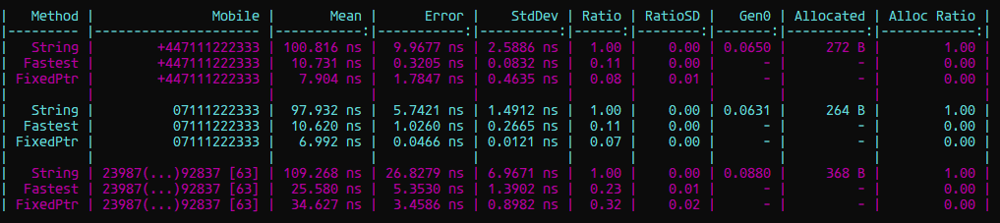 | Method | Mobile | Mean | Error | StdDev | Ratio | RatioSD | Gen0 | Allocated | Alloc Ratio |
|--------- |--------------------- |-----------:|-----------:|----------:|------:|--------:|-------:|----------:|------------:|
| String | +447111222333 | 100.816 ns | 9.9677 ns | 2.5886 ns | 1.00 | 0.00 | 0.0650 | 272 B | 1.00 |
| Fastest | +447111222333 | 10.731 ns | 0.3205 ns | 0.0832 ns | 0.11 | 0.00 | - | - | 0.00 |
| FixedPtr | +447111222333 | 7.904 ns | 1.7847 ns | 0.4635 ns | 0.08 | 0.01 | - | - | 0.00 |
| | | | | | | | | | |
| String | 07111222333 | 97.932 ns | 5.7421 ns | 1.4912 ns | 1.00 | 0.00 | 0.0631 | 264 B | 1.00 |
| Fastest | 07111222333 | 10.620 ns | 1.0260 ns | 0.2665 ns | 0.11 | 0.00 | - | - | 0.00 |
| FixedPtr | 07111222333 | 6.992 ns | 0.0466 ns | 0.0121 ns | 0.07 | 0.00 | - | - | 0.00 |
| | | | | | | | | | |
| String | 23987(...)92837 [63] | 109.268 ns | 26.8279 ns | 6.9671 ns | 1.00 | 0.00 | 0.0880 | 368 B | 1.00 |
| Fastest | 23987(...)92837 [63] | 25.580 ns | 5.3530 ns | 1.3902 ns | 0.23 | 0.01 | - | - | 0.00 |
| FixedPtr | 23987(...)92837 [63] | 34.627 ns | 3.4586 ns | 0.8982 ns | 0.32 | 0.02 | - | - | 0.00 |